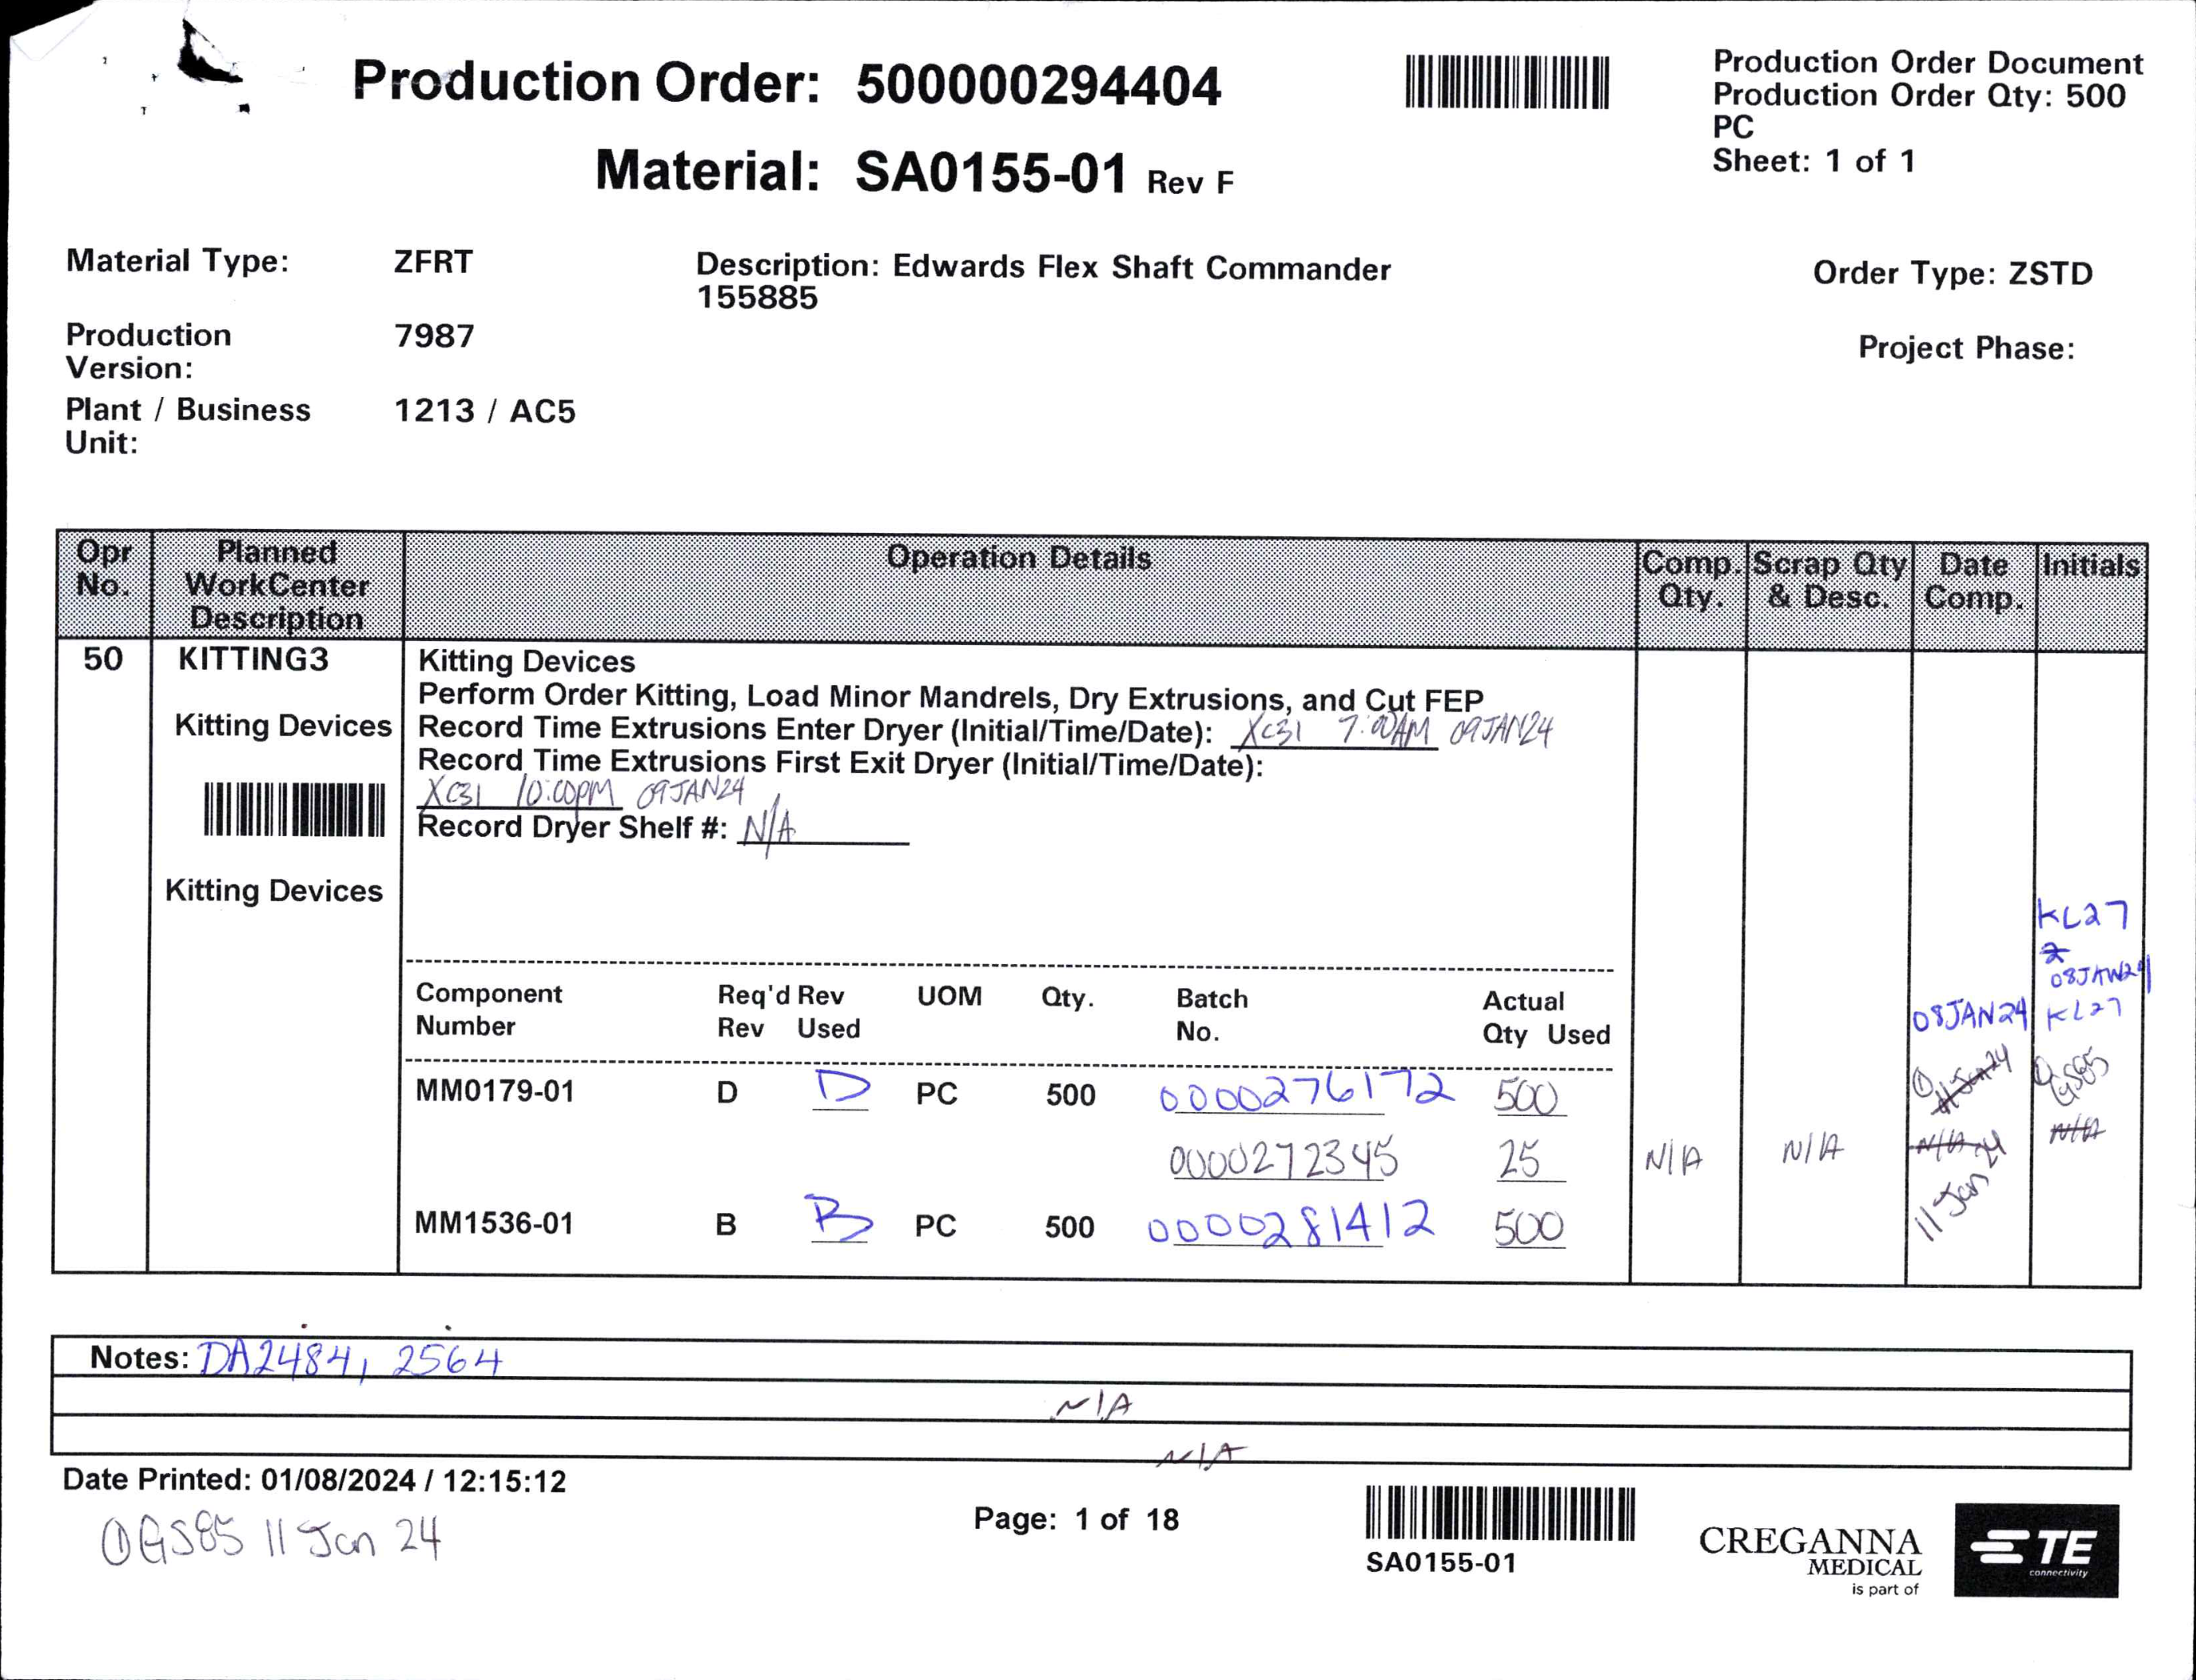 Production Order: 500000294404
Material: SA0155-01 Rev F
Production Order Document
Production Order Qty: 500
PC
Sheet: 1 of 1
Material Type: ZFRT
Description: Edwards Flex Shaft Commander
155885
Order Type: ZSTD
Production
Version:
7987
Project Phase:
Plant / Business
Unit:
1213 / AC5
Opr
No.
Planned
WorkCenter
Description
Operation Details
Comp.
Qty.
Scrap Qty
& Desc.
Date
Comp.
Initials
50
KITTING3
Kitting Devices
Kitting Devices
Kitting Devices
Perform Order Kitting, Load Minor Mandrels, Dry Extrusions, and Cut FEP
Record Time Extrusions Enter Dryer (Initial/Time/Date): XC31 7:00AM 09JAN24
Record Time Extrusions First Exit Dryer (Initial/Time/Date):
XC31 10:00PM 09JAN24
Record Dryer Shelf #: N/A
Component
Number
Req'd
Rev
Rev
Used
UOM
Qty.
Batch
No.
Actual
Qty Used
MM0179-01 D D PC 500 0000276172 500
0000272345 25
MM1536-01 B B PC 500 0000281412 500
N/A
N/A
08JAN24
① 11Jan24
N/A
11 Jan 24
KL27
2
08JAN24
KL27
① GS85
N/A
Notes: DA2484, 2564
N/A
N/A
Date Printed: 01/08/2024 / 12:15:12
① GS85 11 Jan 24
Page: 1 of 18
SA0155-01
CREGANNA
MEDICAL
is part of
TE
connectivity